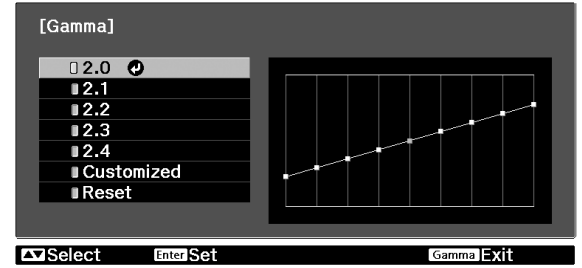 [Gamma]
2.0
2.1
2.2
2.3
2.4
Customized
Reset
Select Enter Set Gamma Exit